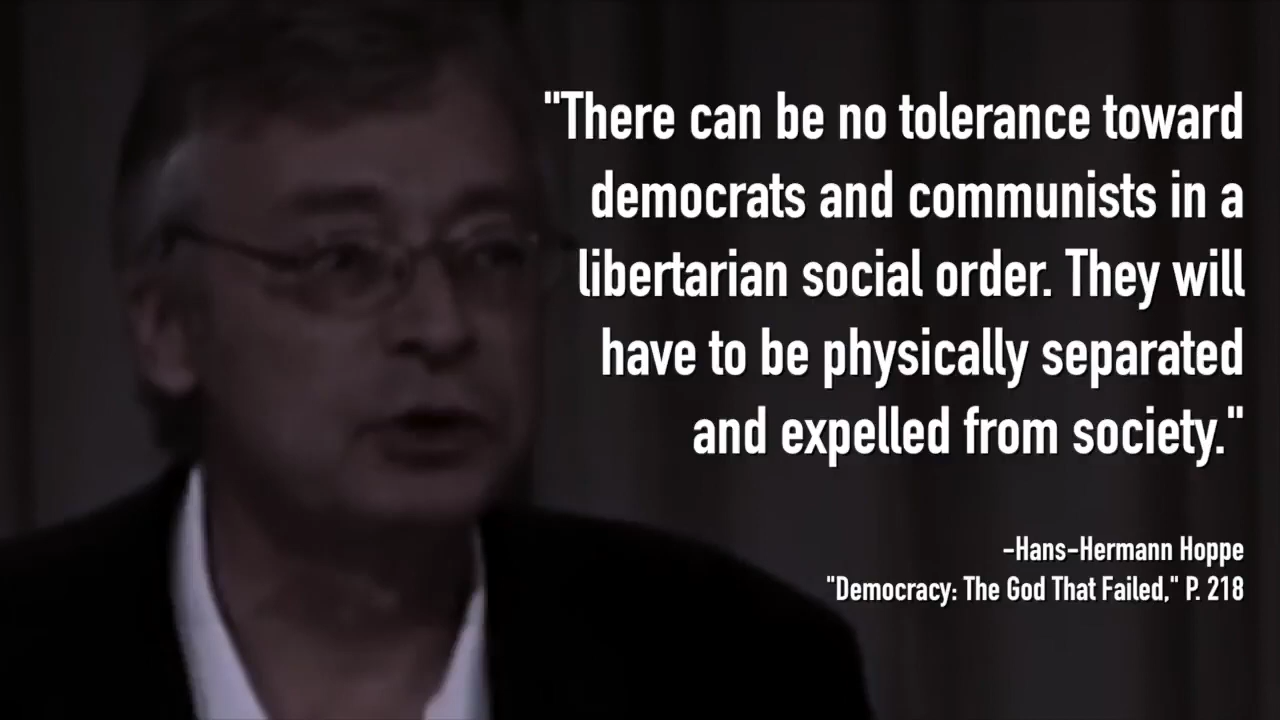 "There can be no tolerance toward
democrats and communists in a
libertarian social order. They will
have to be physically separated
and expelled from society."
-Hans-Hermann Hoppe
"Democracy: The God That Failed," P. 218